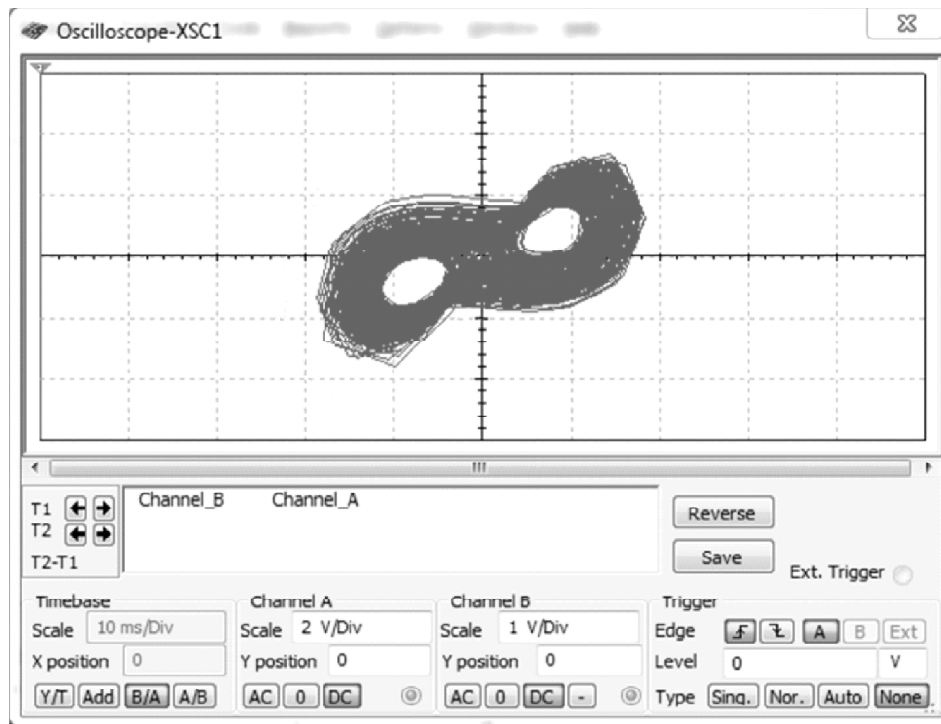 Oscilloscope-XSC1
T1
T2
T2-T1
Channel_B Channel_A
Reverse
Save
Ext. Trigger
Timebase
Scale 10 ms/Div
X position 0
Y/T Add B/A A/B
Channel A
Scale 2 V/Div
Y position 0
AC 0 DC
Channel B
Scale 1 V/Div
Y position 0
AC 0 DC -
Trigger
Edge A B Ext
Level 0 V
Type Sing. Nor. Auto None